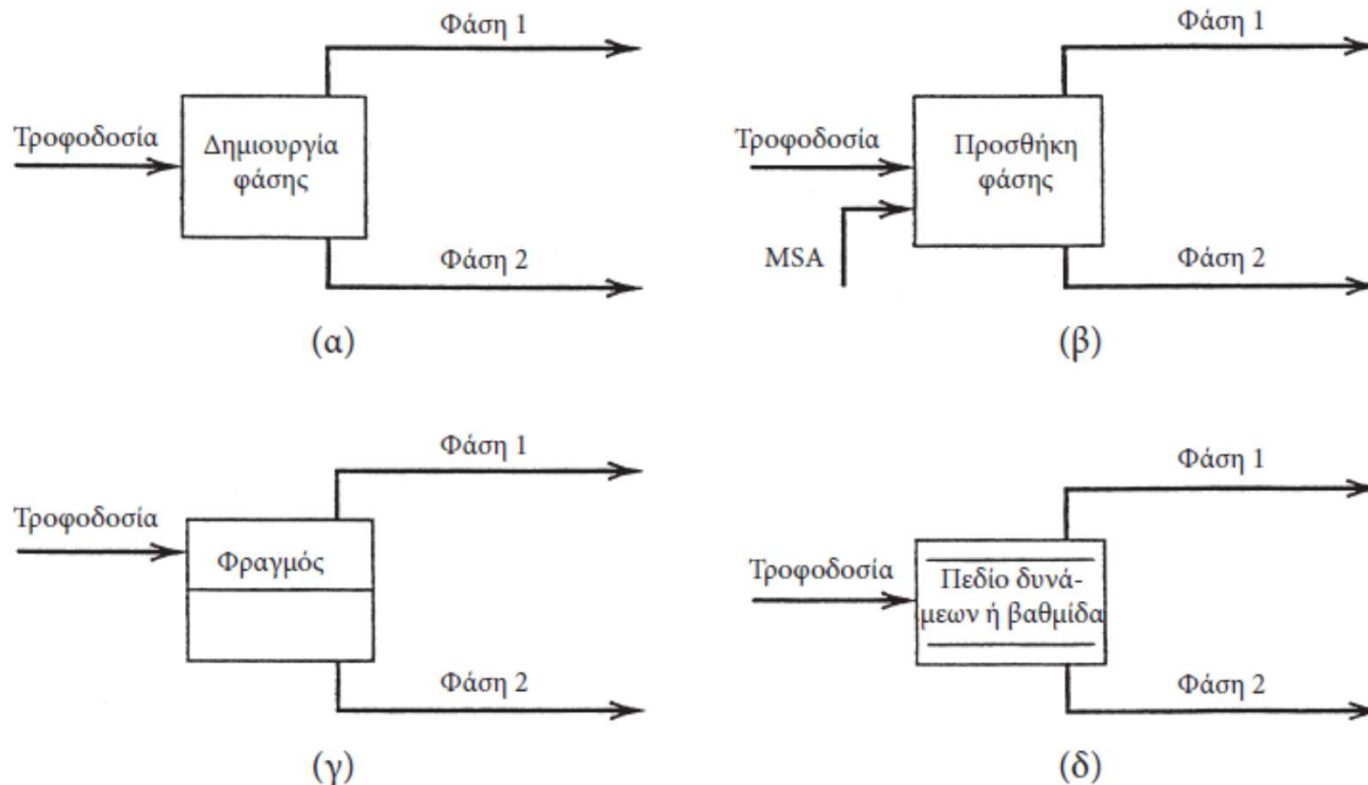 Φάση 1
Τροφοδοσία
Δημιουργία
φάσης
Φάση 2
(α)
Φάση 1
Τροφοδοσία
Προσθήκη
φάσης
MSA
Φάση 2
(β)
Φάση 1
Τροφοδοσία
Φραγμός
Φάση 2
(γ)
Φάση 1
Τροφοδοσία
Πεδίο δυνά-
μεων ή βαθμίδα
Φάση 2
(δ)